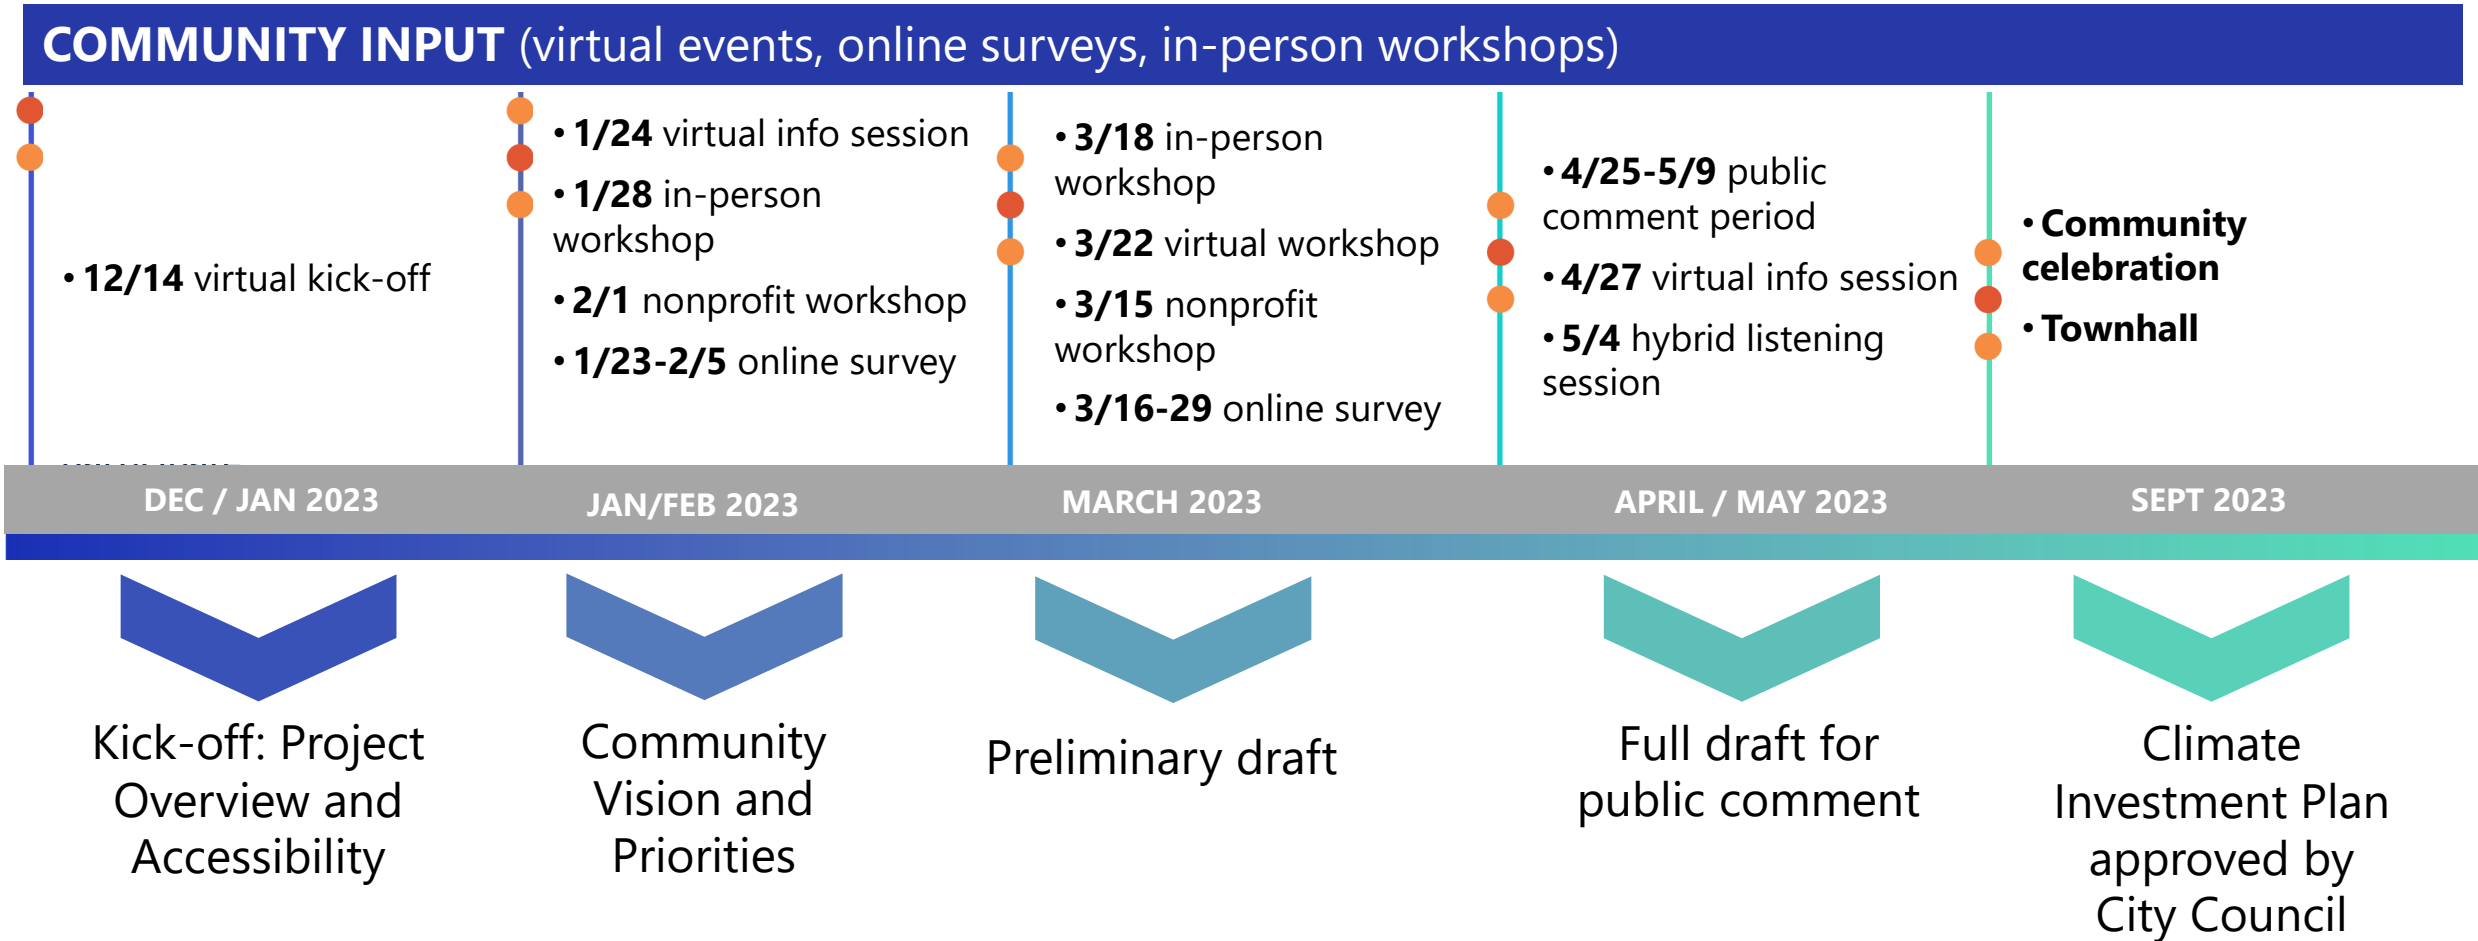 COMMUNITY INPUT (virtual events, online surveys, in-person workshops)
• 12/14 virtual kick-off
• 1/24 virtual info session
• 1/28 in-person
workshop
• 2/1 nonprofit workshop
• 1/23-2/5 online survey
• 3/18 in-person
workshop
• 3/22 virtual workshop
• 3/15 nonprofit
workshop
• 3/16-29 online survey
• 4/25-5/9 public
comment period
• 4/27 virtual info session
• 5/4 hybrid listening
session
• Community
celebration
• Townhall
DEC / JAN 2023
JAN/FEB 2023
MARCH 2023
APRIL / MAY 2023
SEPT 2023
Kick-off: Project
Overview and
Accessibility
Community
Vision and
Priorities
Preliminary draft
Full draft for
public comment
Climate
Investment Plan
approved by
City Council